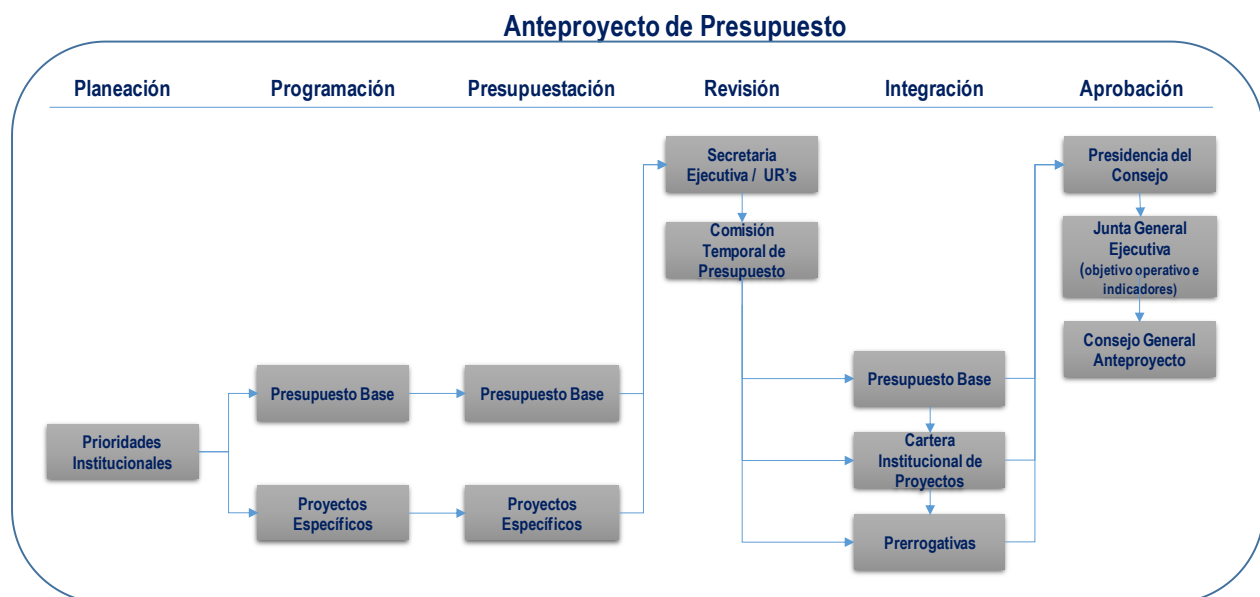 Anteproyecto de Presupuesto
Planeación
Programación
Presupuestación
Revisión
Integración
Aprobación
Prioridades
Institucionales
Presupuesto Base
Proyectos
Específicos
Presupuesto Base
Proyectos
Específicos
Secretaria
Ejecutiva / UR's
Comisión
Temporal de
Presupuesto
Presupuesto Base
Cartera
Institucional de
Proyectos
Prerrogativas
Presidencia del
Consejo
Junta General
Ejecutiva
(objetivo operativo e
indicadores)
Consejo General
Anteproyecto